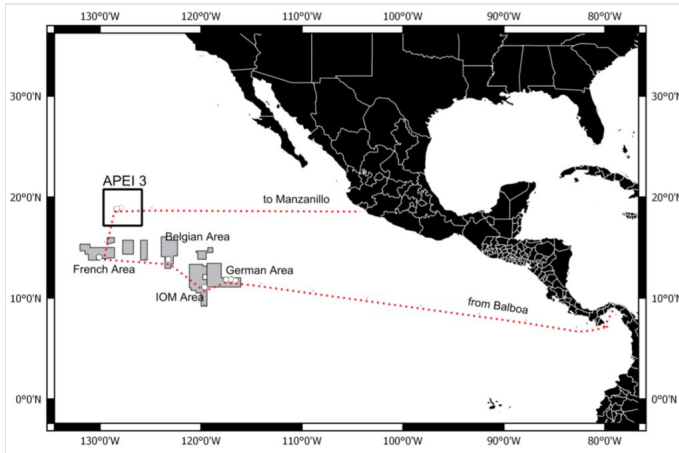 130°0'W 120°0'W 110°0'W 100°0'W 90°0'W 80°0'W
30°0'N 30°0'N
20°0'N 20°0'N
APEI 3
to Manzanillo
Belgian Area
French Area
German Area
IOM Area
10°0'N 10°0'N
from Balboa
0°0'N 0°0'N
130°0'W 120°0'W 110°0'W 100°0'W 90°0'W 80°0'W